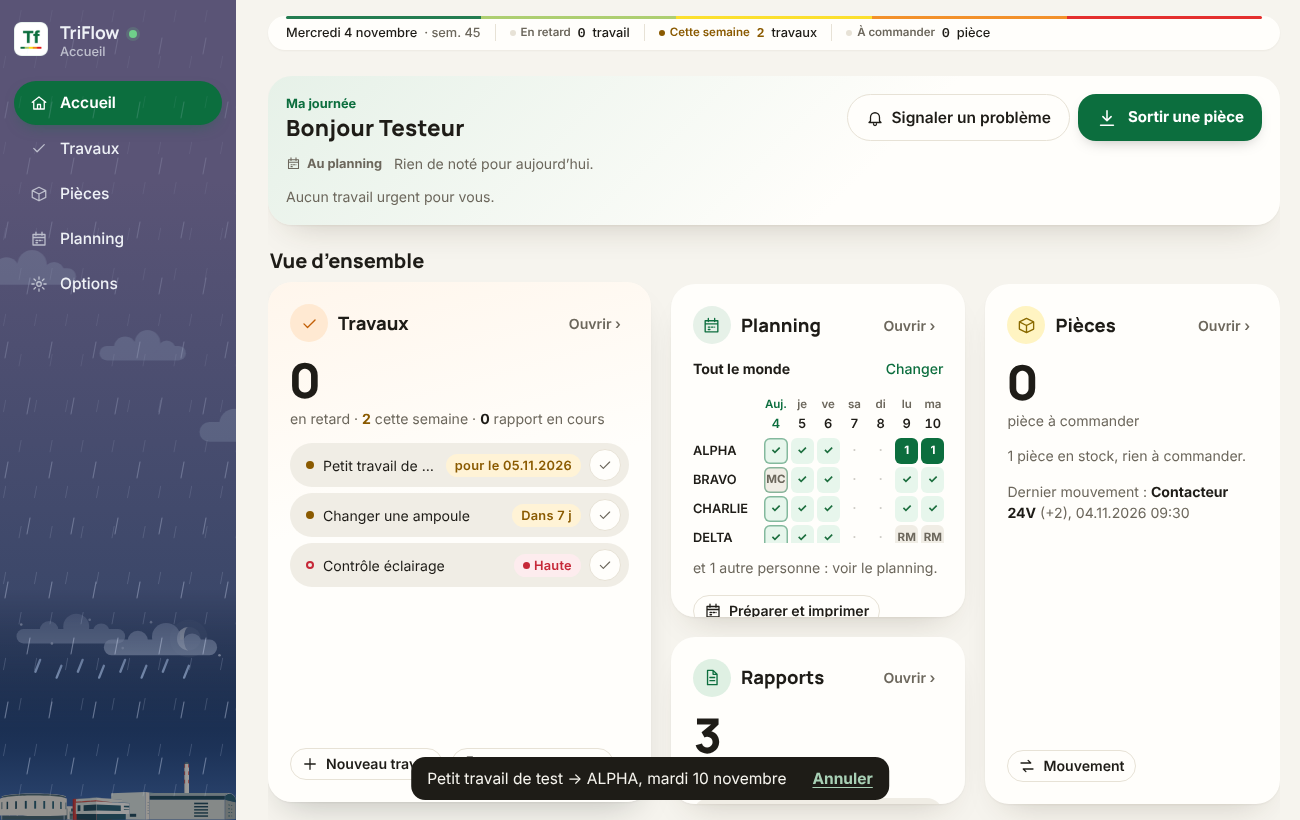 Tf
TriFlow
Accueil
Accueil
Travaux
Pièces
Planning
Options
Mercredi 4 novembre · sem. 45 En retard 0 travail Cette semaine 2 travaux À commander 0 pièce
Ma journée
Bonjour Testeur
Au planning Rien de noté pour aujourd’hui.
Aucun travail urgent pour vous.
Signaler un problème
Sortir une pièce
Vue d’ensemble
Travaux Ouvrir ›
0
en retard · 2 cette semaine · 0 rapport en cours
Petit travail de ... pour le 05.11.2026
Changer une ampoule Dans 7 j
Contrôle éclairage Haute
Nouveau trav
Planning Ouvrir ›
Tout le monde Changer
Auj. je ve sa di lu ma
4 5 6 7 8 9 10
ALPHA 1 1
BRAVO MC
CHARLIE
DELTA RM RM
et 1 autre personne : voir le planning.
Préparer et imprimer
Rapports Ouvrir ›
3
Pièces Ouvrir ›
0
pièce à commander
1 pièce en stock, rien à commander.
Dernier mouvement : Contacteur
24V (+2), 04.11.2026 09:30
Mouvement
Petit travail de test → ALPHA, mardi 10 novembre Annuler